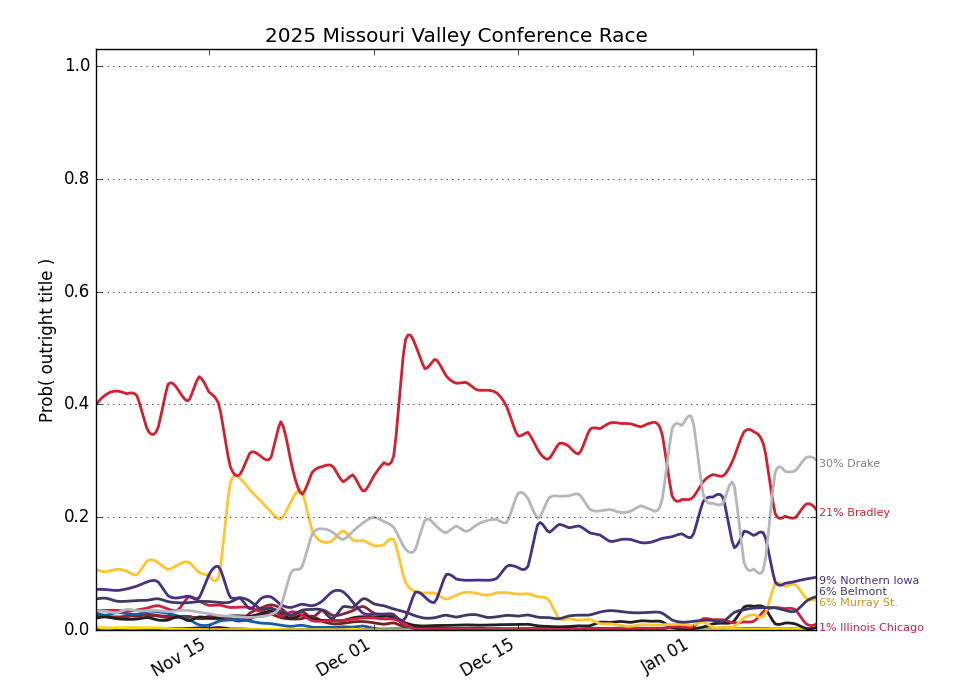 2025 Missouri Valley Conference Race
Prob( outright title )
1.0
0.8
0.6
0.4
0.2
0.0
Nov 15
Dec 01
Dec 15
Jan 01
30% Drake
21% Bradley
9% Northern Iowa
6% Belmont
6% Murray St.
1% Illinois Chicago